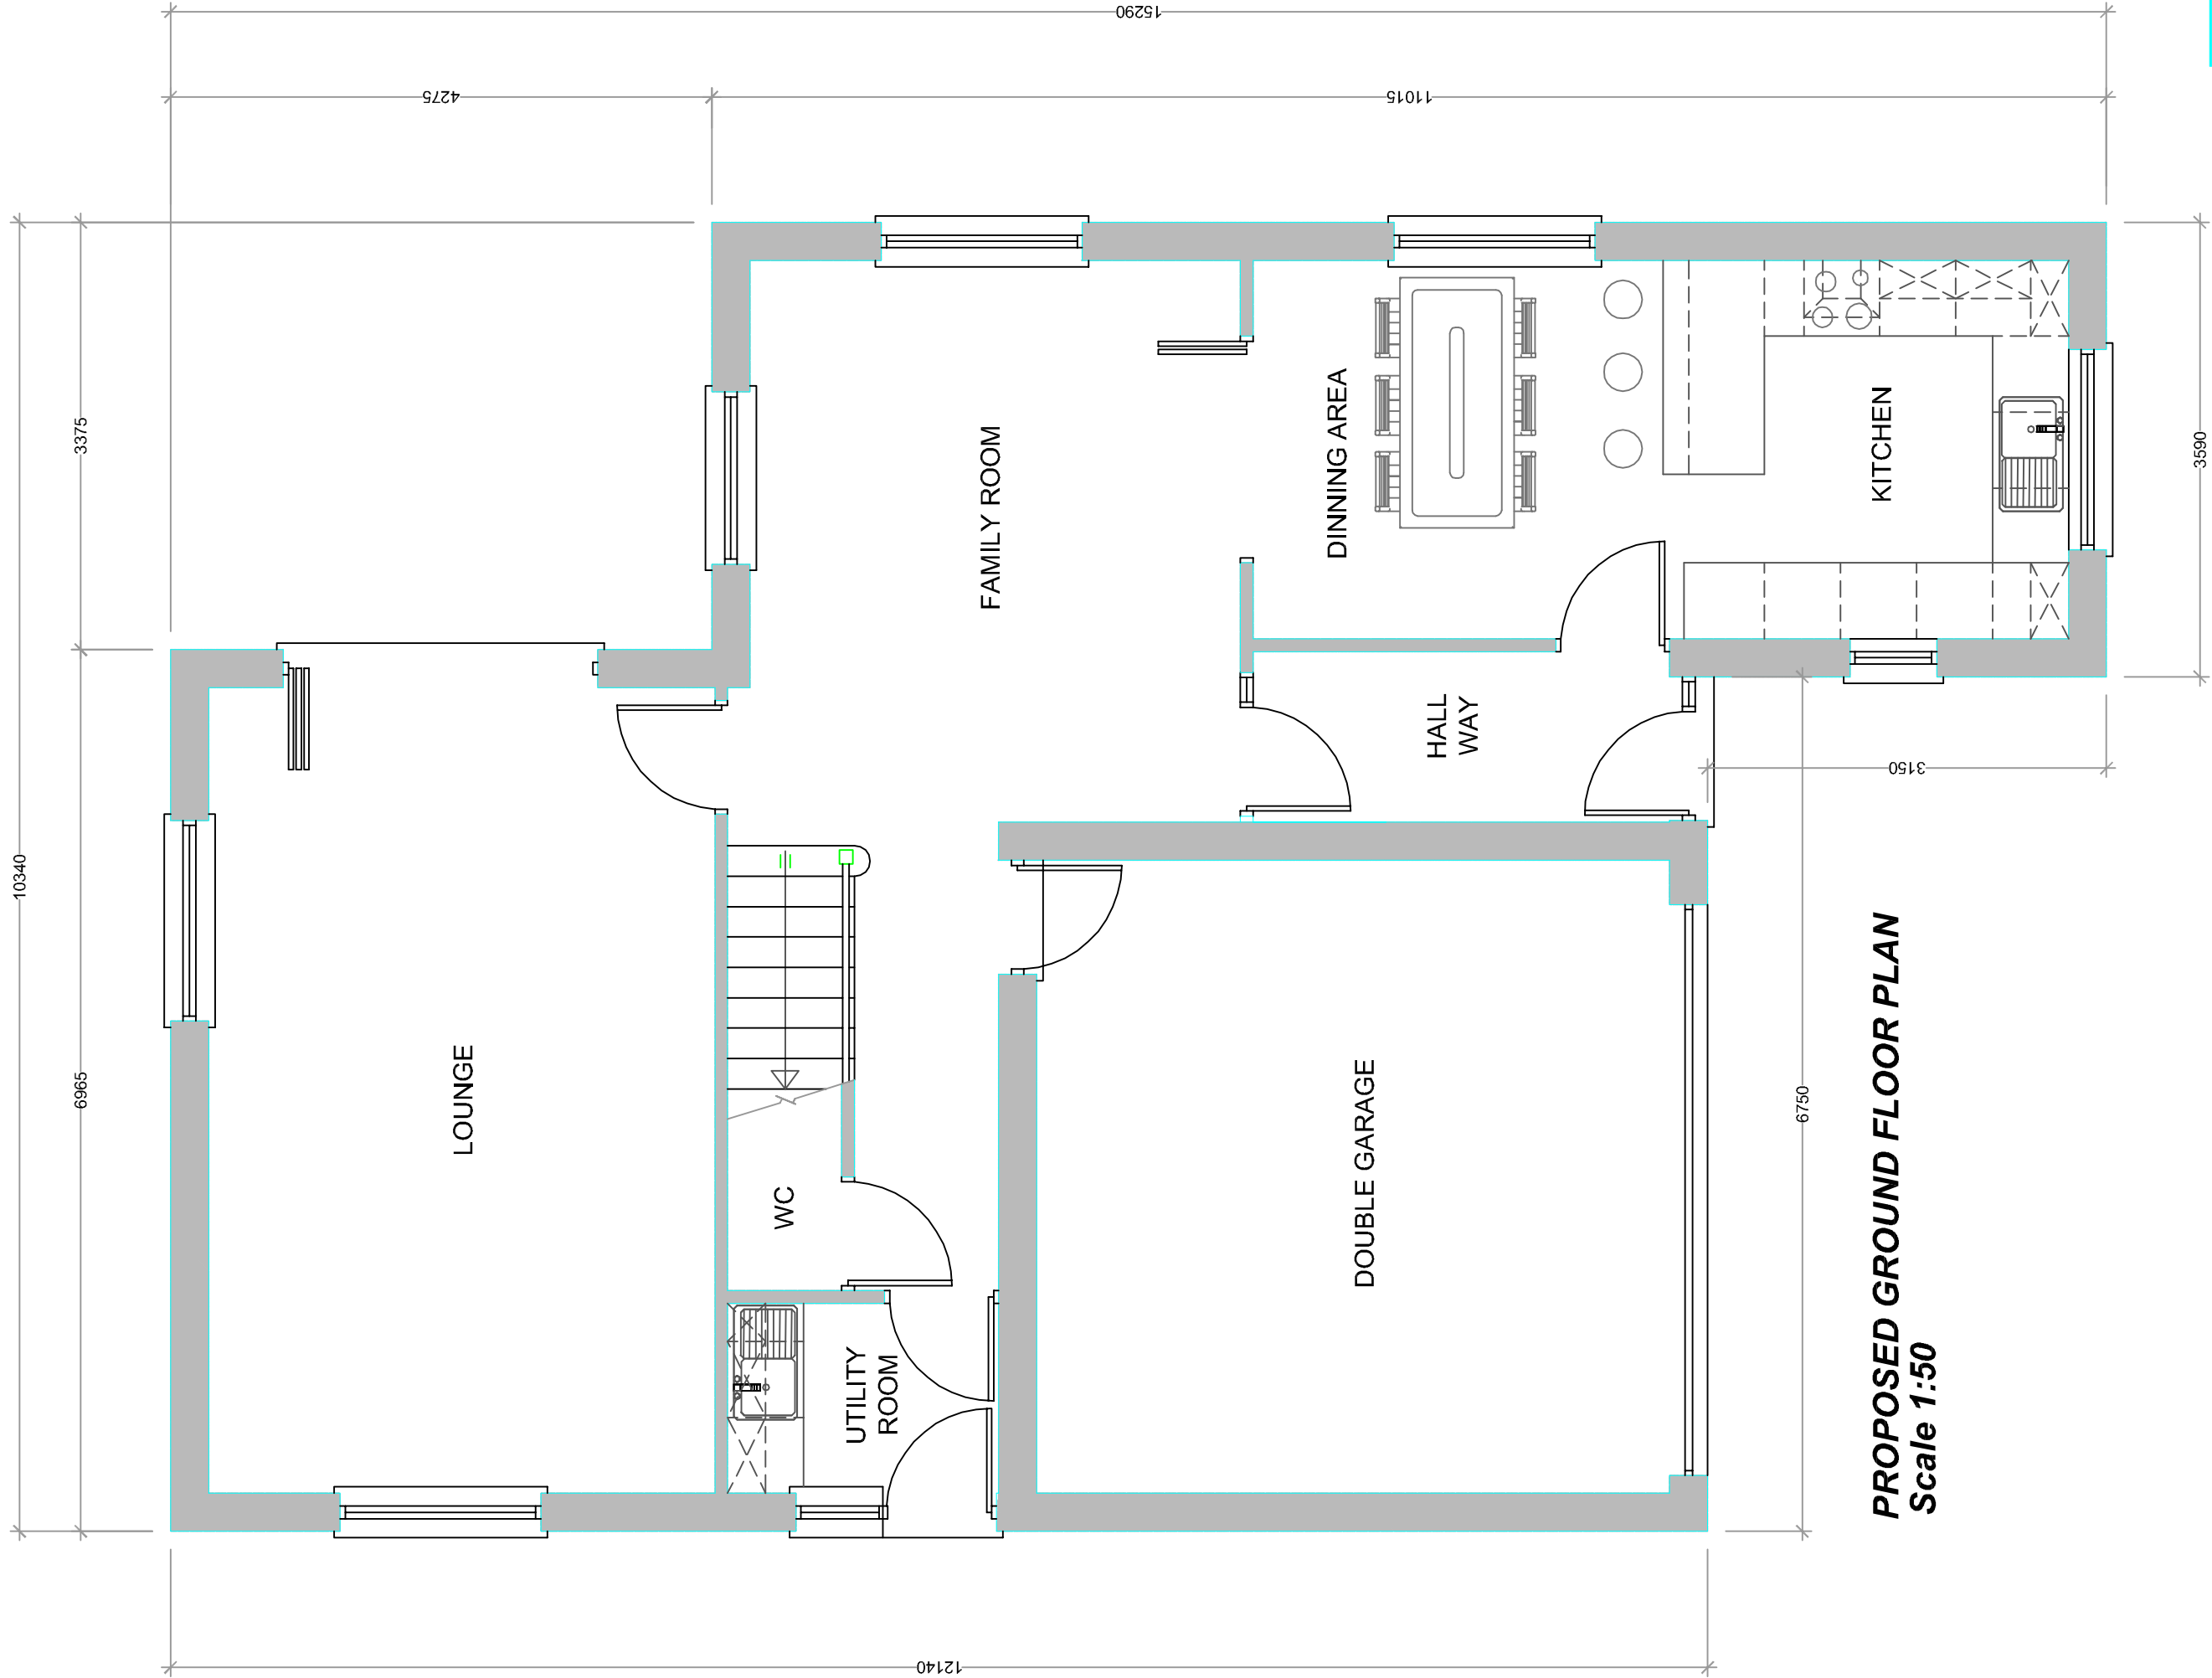 15290
4275
11015
3375
3590
10340
6965
FAMILY ROOM
DINNING AREA
KITCHEN
HALL
WAY
3150
LOUNGE
WC
DOUBLE GARAGE
UTILITY
ROOM
6750
PROPOSED GROUND FLOOR PLAN
Scale 1:50
12140